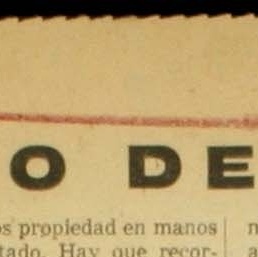 O DE
os propiedad en manos
tado. Hay que recor-